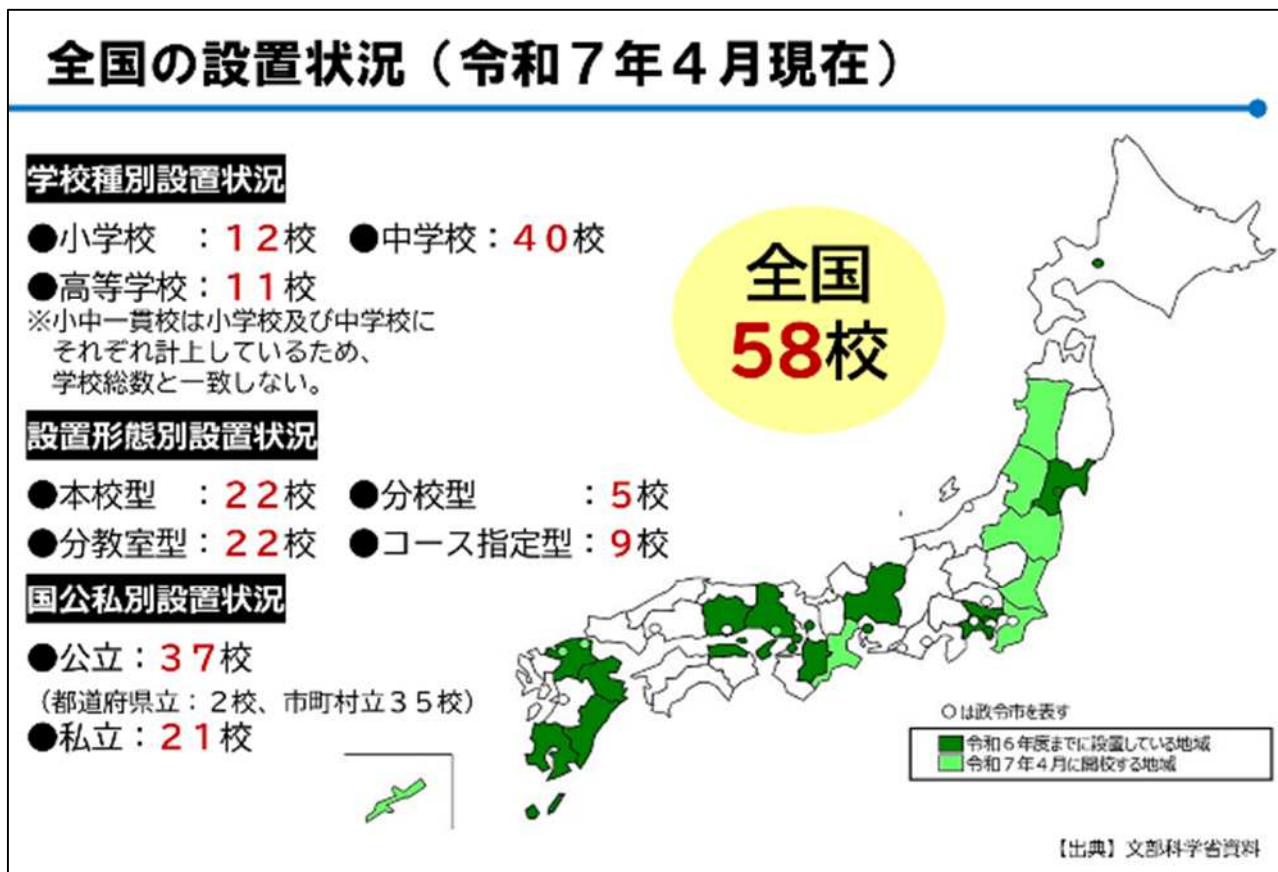 全国の設置状況（令和７年４月現在）
学校種別設置状況
●小学校　：１２校　●中学校：４０校
●高等学校：１１校
※小中一貫校は小学校及び中学校に
それぞれ計上しているため、
学校総数と一致しない。
設置形態別設置状況
●本校型　：２２校　●分校型　　　：５校
●分教室型：２２校　●コース指定型：９校
国公私別設置状況
●公立：３７校
（都道府県立：２校、市町村立３５校）
●私立：２１校
全国
58校
○は政令市を表す
令和６年度までに設置している地域
令和７年４月に開校する地域
【出典】文部科学省資料